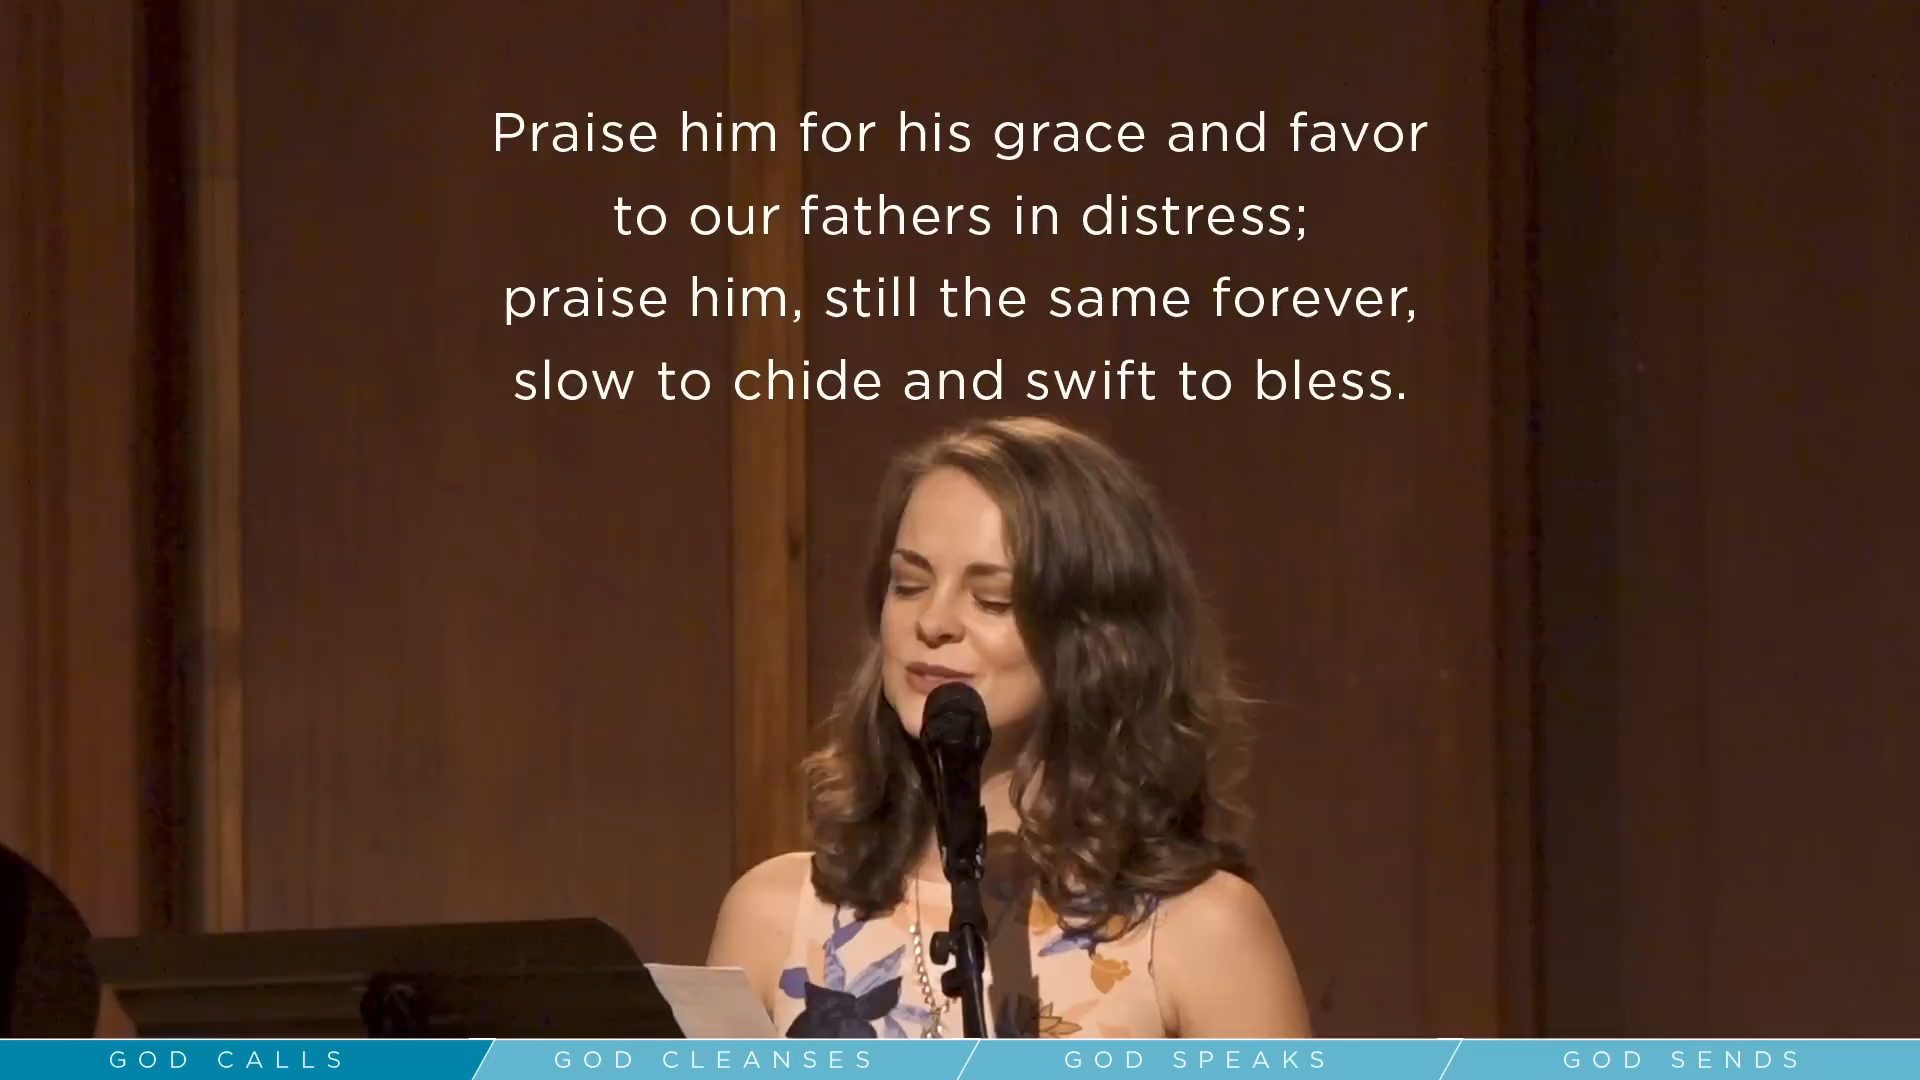 Praise him for his grace and favor
to our fathers in distress;
praise him, still the same forever,
slow to chide and swift to bless.
GOD CALLS
GOD CLEANSES
GOD SPEAKS
GOD SENDS